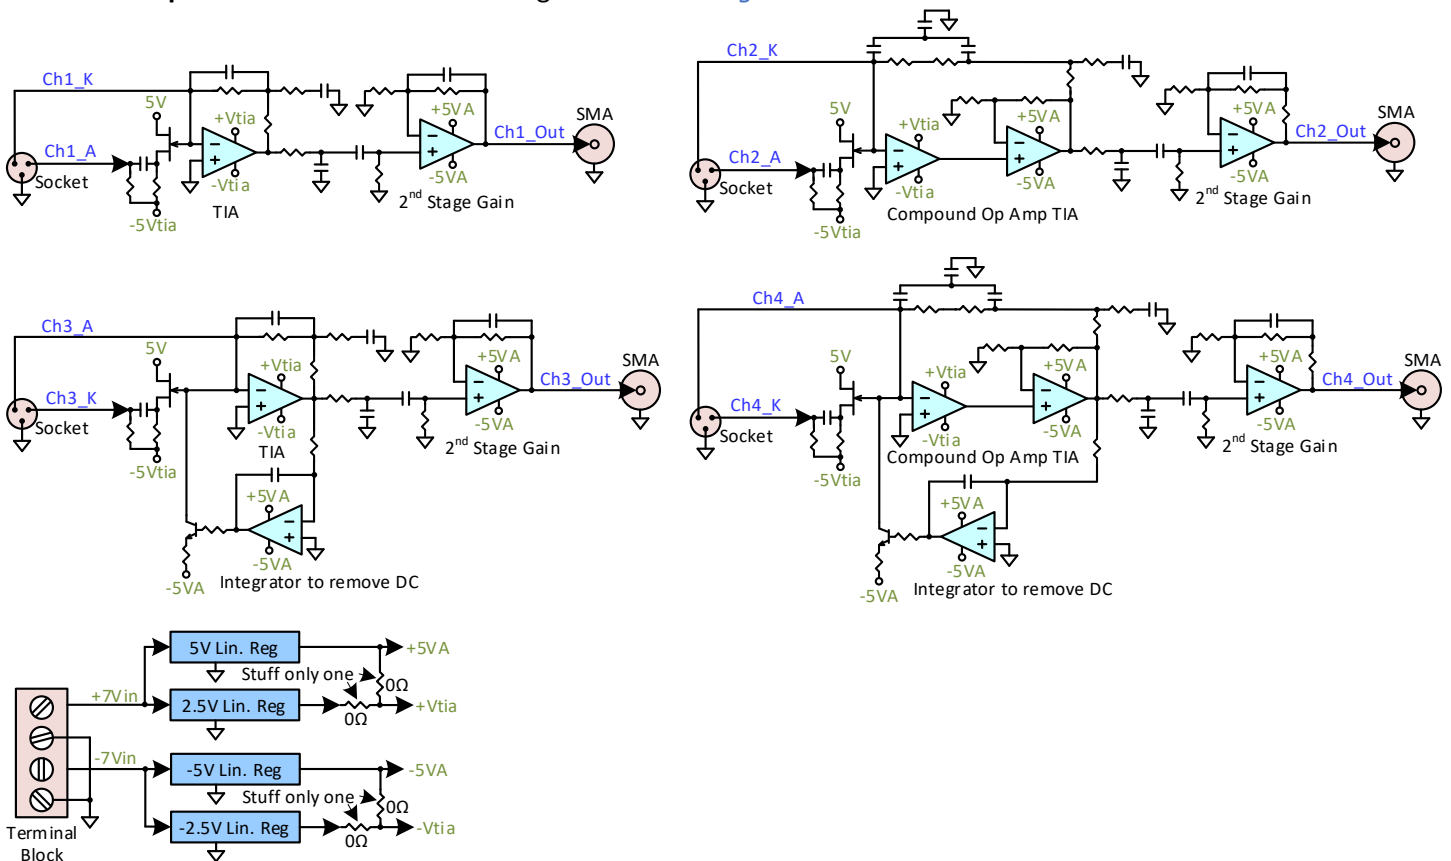 Ch1_K
5V
+Vtia
+5VA
SMA
Ch1_A
Ch1_Out
Socket
-Vtia
-5VA
TIA
2nd Stage Gain
-5Vtia
Ch2_K
5V
+Vtia
+5VA
+5VA
SMA
Ch2_A
Ch2_Out
Socket
-Vtia
-5VA
-5VA
Compound Op Amp TIA
2nd Stage Gain
-5Vtia
Ch3_A
5V
+Vtia
+5VA
SMA
Ch3_K
Ch3_Out
Socket
-Vtia
-5VA
TIA
2nd Stage Gain
-5Vtia
+5VA
-5VA
-5VA
Integrator to remove DC
Ch4_A
5V
+Vtia
+5VA
+5VA
SMA
Ch4_K
Ch4_Out
Socket
-Vtia
-5VA
-5VA
Compound Op Amp TIA
2nd Stage Gain
-5Vtia
+5VA
-5VA
-5VA
Integrator to remove DC
5V Lin. Reg
+5VA
Stuff only one
0Ω
+7Vin
2.5V Lin. Reg
+Vtia
0Ω
-7Vin
-5V Lin. Reg
-5VA
Stuff only one
0Ω
-2.5V Lin. Reg
-Vtia
0Ω
Terminal
Block